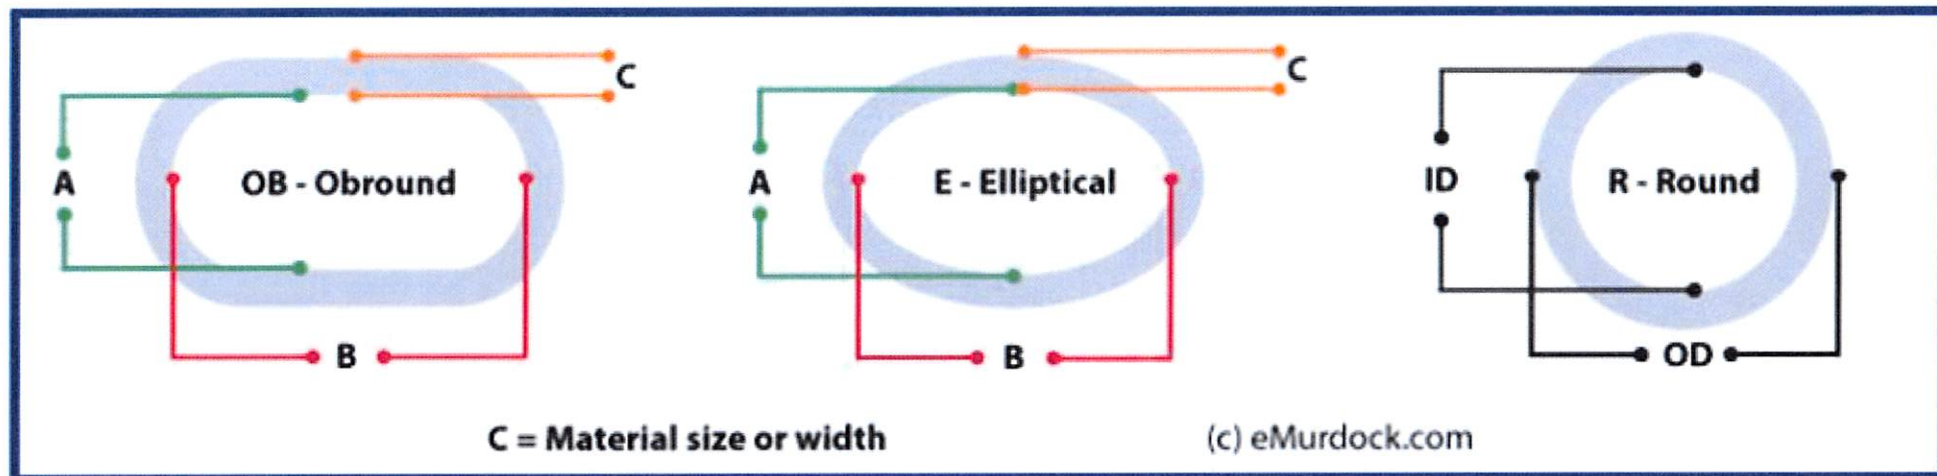 C
A
OB - Obround
B
C
A
E - Elliptical
B
ID
R - Round
OD
C = Material size or width
(c) eMurdock.com